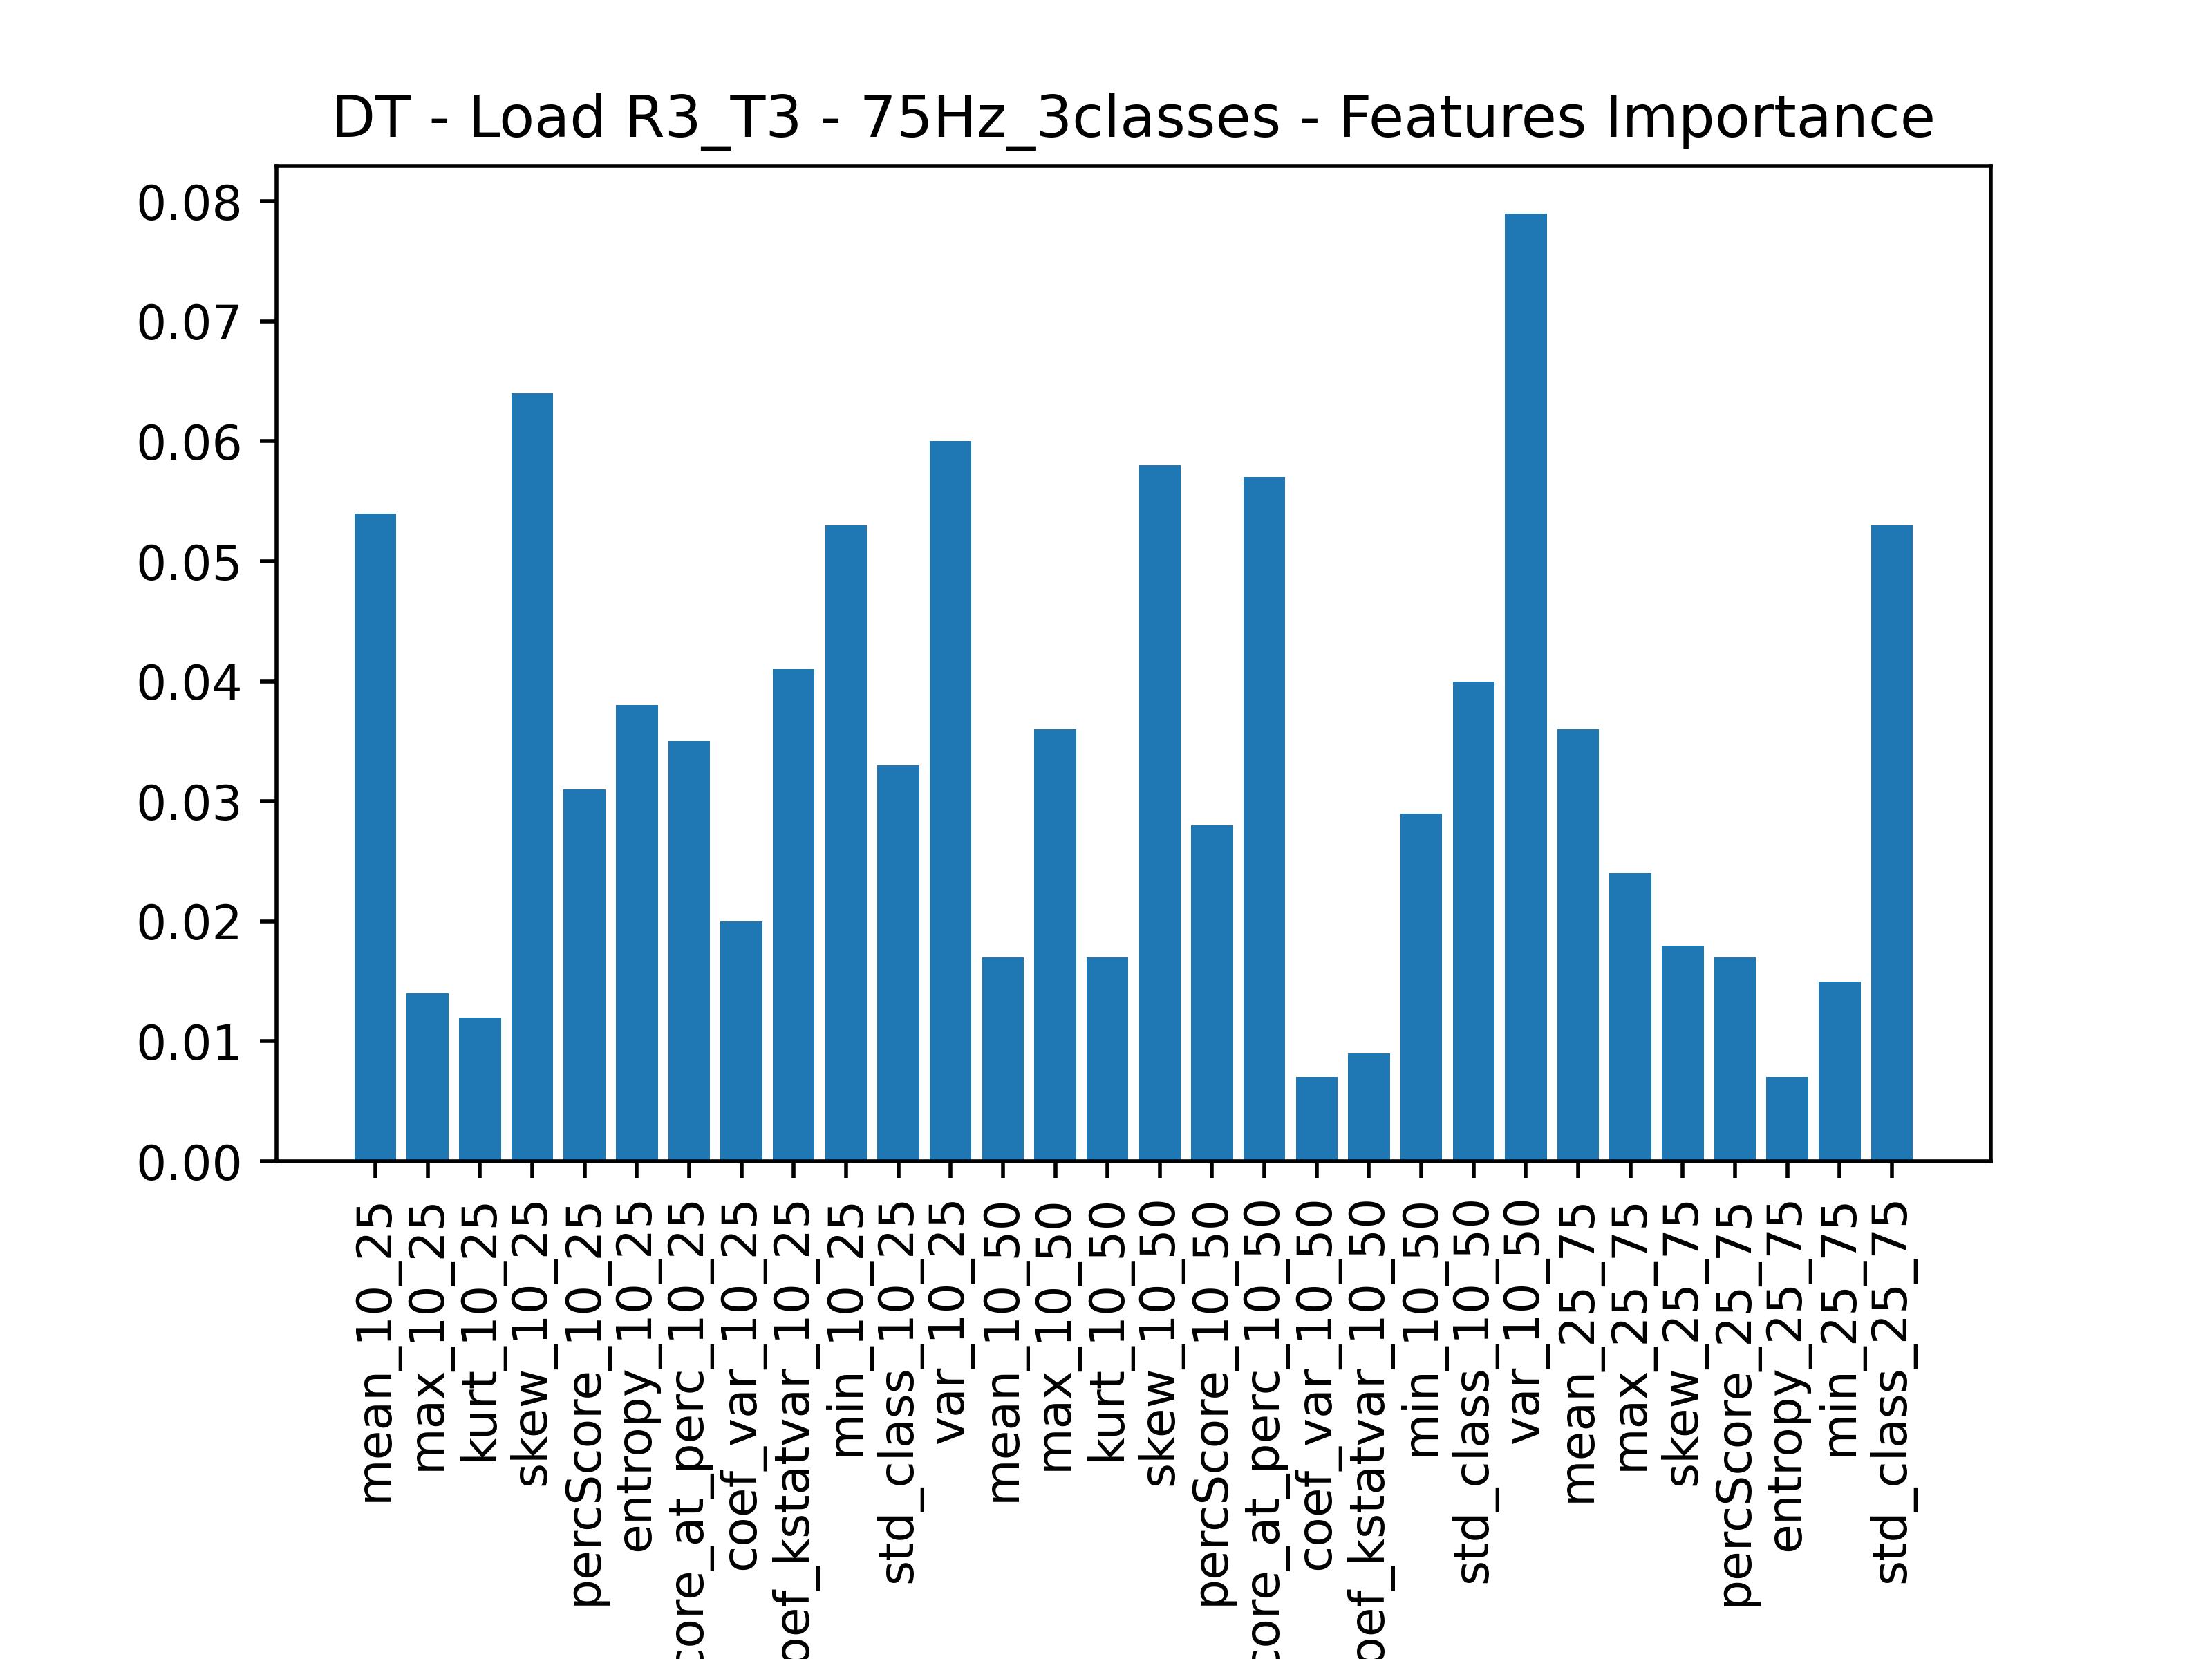 DT - Load R3_T3 - 75Hz_3classes - Features Importance
0.08
0.07
0.06
0.05
0.04
0.03
0.02
0.01
0.00
mean_10_25
max_10_25
kurt_10_25
skew_10_25
percScore_10_25
entropy_10_25
core_at_perc_10_25
coef_var_10_25
oef_kstatvar_10_25
min_10_25
std_class_10_25
var_10_25
mean_10_50
max_10_50
kurt_10_50
skew_10_50
percScore_10_50
core_at_perc_10_50
coef_var_10_50
oef_kstatvar_10_50
min_10_50
std_class_10_50
var_10_50
mean_25_75
max_25_75
skew_25_75
percScore_25_75
entropy_25_75
min_25_75
std_class_25_75